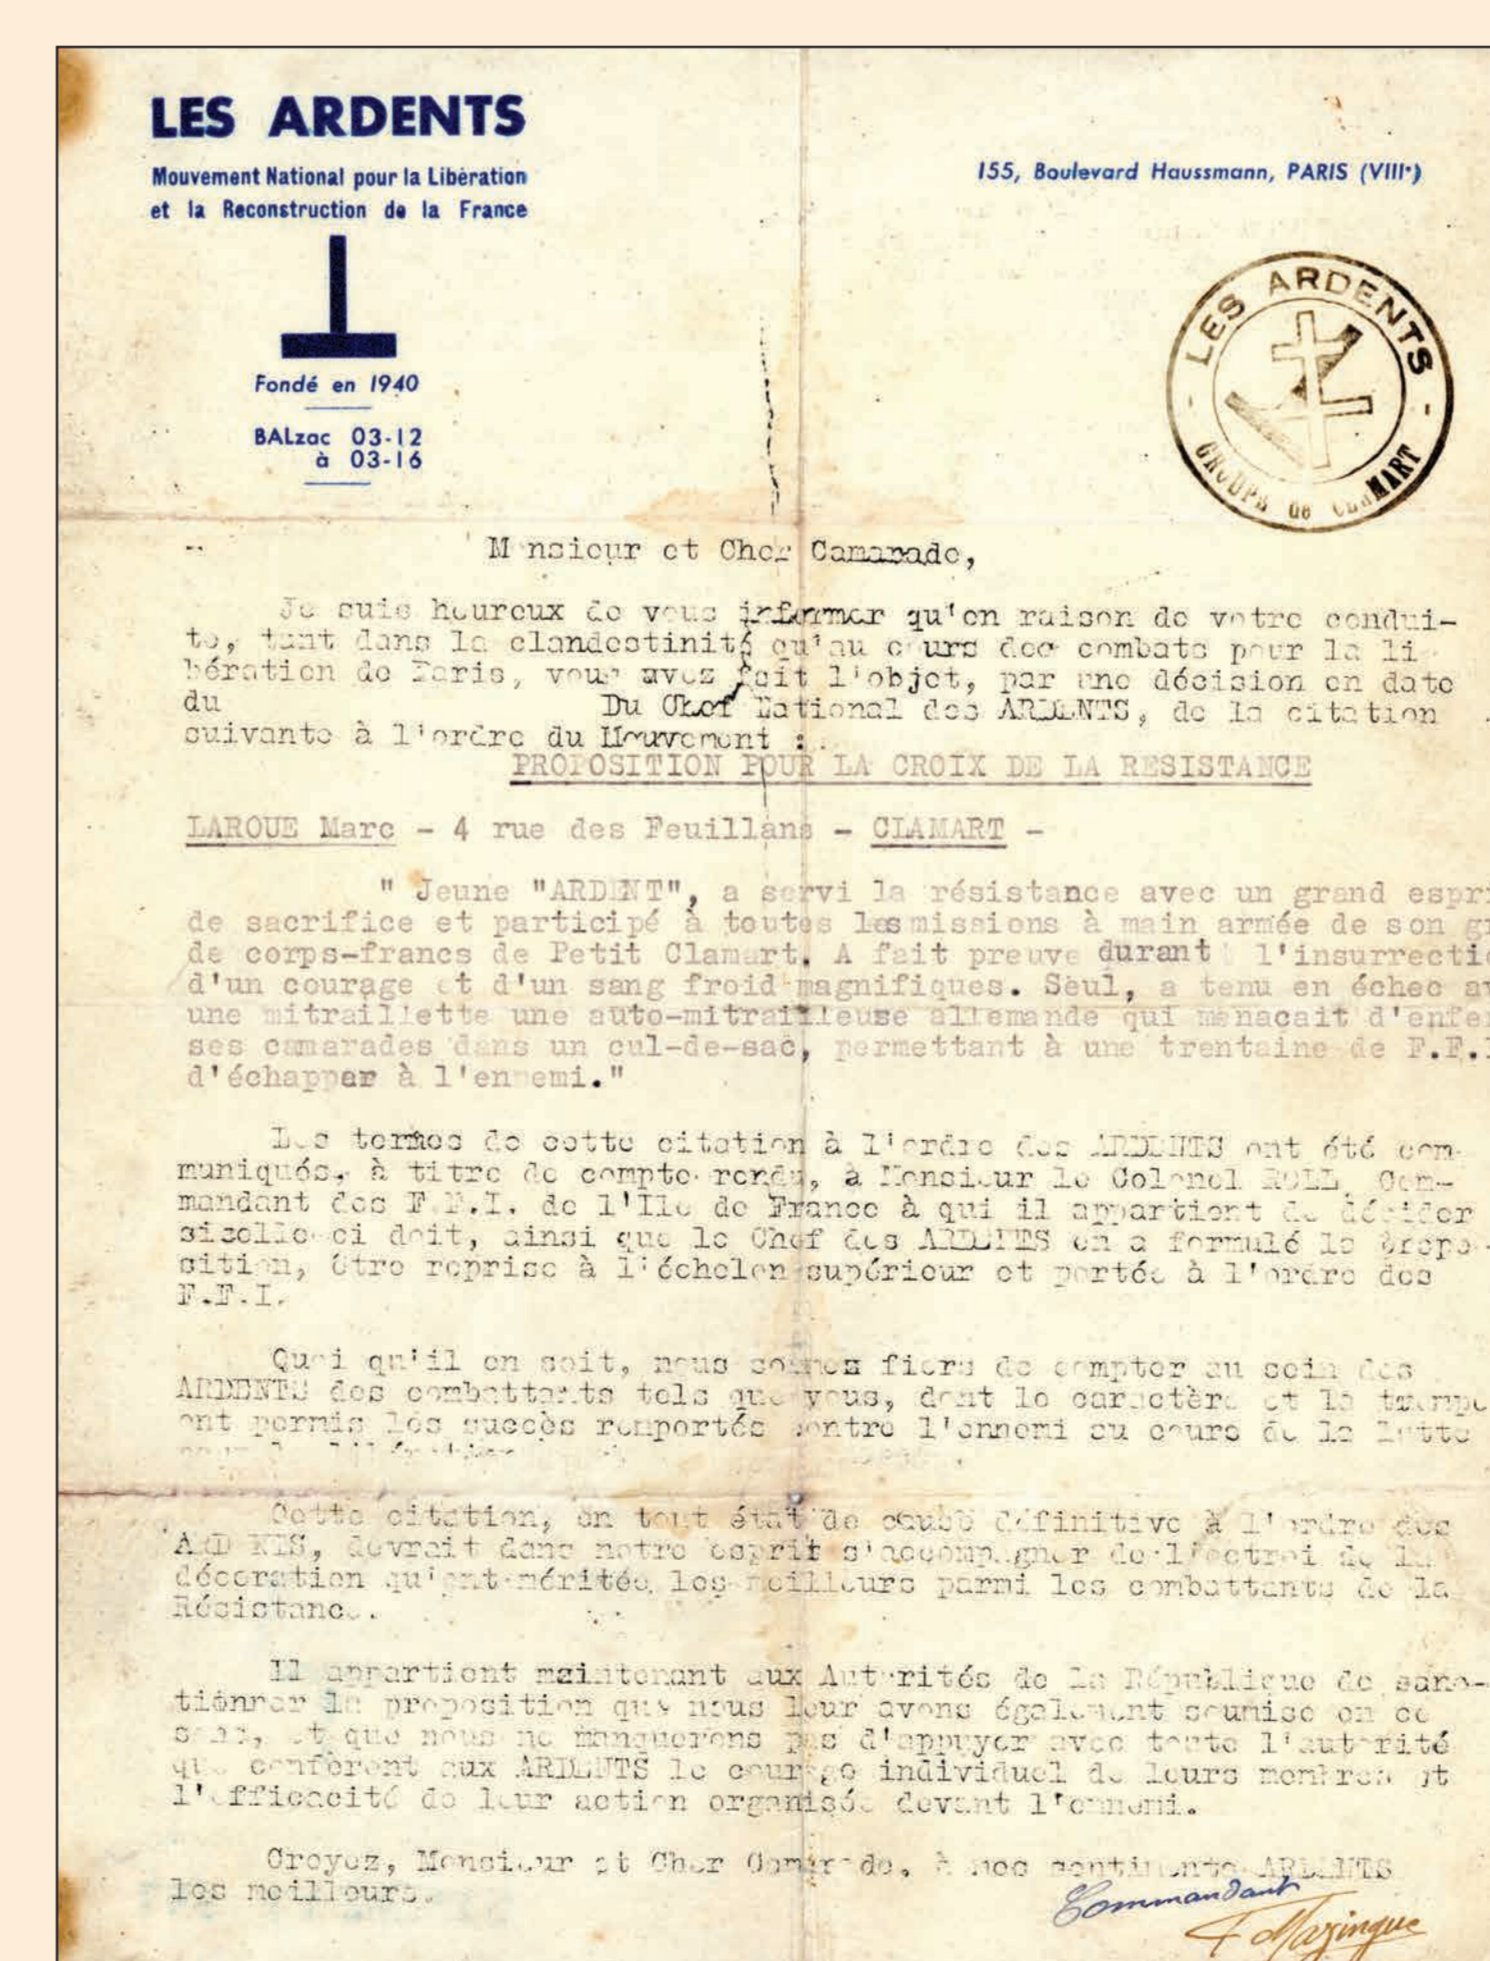 LES ARDENTS
Mouvement National pour la Libération
et la Reconstruction de la France
Fondé en 1940
BALzac 03-12
à 03-16
155, Boulevard Haussmann, PARIS (VIIIe)
LES ARDENTS
GROUPE de CLAMART
Monsieur et Cher Camarade,
Je suis heureux de vous informer qu'en raison de votre condui-
te, tant dans la clandestinité qu'au cours des combats pour la li-
bération de Paris, vous avez fait l'objet, par une décision en date
du Du Chef National des ARDENTS, de la citation
suivante à l'ordre du Mouvement :
PROPOSITION POUR LA CROIX DE LA RESISTANCE
LAROUE Marc - 4 rue des Feuillans - CLAMART -
" Jeune "ARDENT", a servi la résistance avec un grand espri
de sacrifice et participé à toutes les missions à main armée de son g
de corps-francs de Petit Clamart. A fait preuve durant l'insurrecti
d'un courage et d'un sang froid magnifiques. Seul, a tenu en échec a
une mitraillette une auto-mitrailleuse allemande qui menacait d'enfe
ses camarades dans un cul-de-sac, permettant à une trentaine de F.F.I
d'échapper à l'ennemi."
Les termes de cette citation à l'ordre des ARDENTS ont été com-
muniqués, à titre de compte-rendu, à Monsieur le Colonel ROLL, Com-
mandant des F.F.I. de l'Ile de France à qui il appartient de décider
si celle-ci doit, ainsi que le Chef des ARDENTS en a formulé la propo-
sition, être reprise à l'échelon supérieur et portée à l'ordre des
F.F.I.
Quoi qu'il en soit, nous sommes fiers de compter au sein des
ARDENTS des combattants tels que vous, dont le caractère et la trempe
ont permis les succès remportés contre l'ennemi au cours de la lutte
Cette citation, en tout état de cause définitive à l'ordre des
ARDENTS, devrait dans notre esprit s'accompagner de l'octroi de la
décoration qu'ont méritée les meilleurs parmi les combattants de la
Résistance.
Il appartient maintenant aux Autorités de la République de sanc-
tionner la proposition que nous leur avons également soumise en ce
sens, et que nous ne manquerons pas d'appuyer avec toute l'autorité
que confèrent aux ARDENTS le courage individuel de leurs membres et
l'efficacité de leur action organisée devant l'ennemi.
Croyez, Monsieur et Cher Camarade, à nos sentiments ARDENTS
les meilleurs.
Commandant
F Mazingue